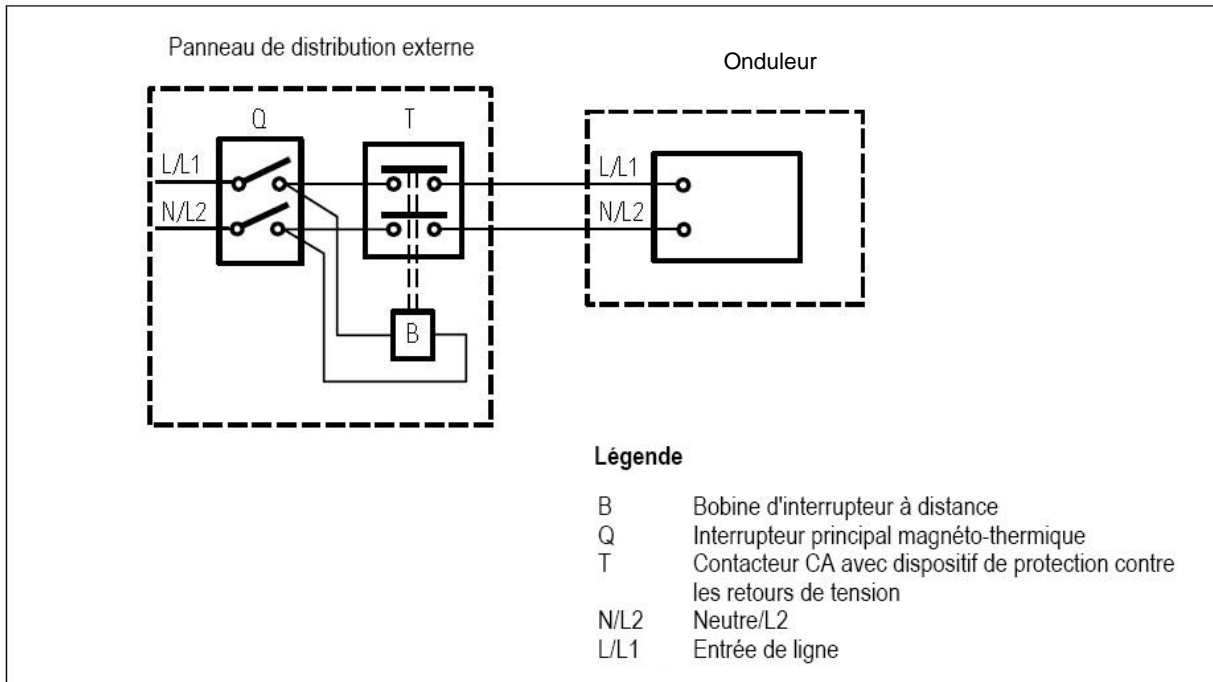 Panneau de distribution externe
Onduleur
Q
T
L/L1
N/L2
L/L1
N/L2
B
Légende
B Bobine d'interrupteur à distance
Q Interrupteur principal magnéto-thermique
T Contacteur CA avec dispositif de protection contre
les retours de tension
N/L2 Neutre/L2
L/L1 Entrée de ligne